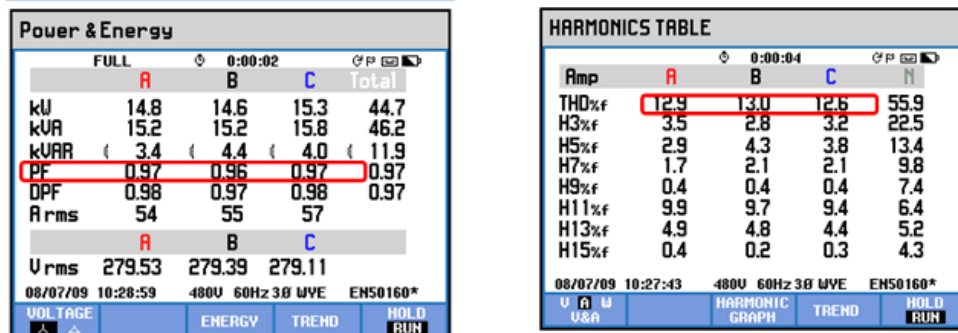 Power & Energy
FULL 0:00:02
A B C Total
kW 14.8 14.6 15.3 44.7
kVA 15.2 15.2 15.8 46.2
kVAR 3.4 4.4 4.0 11.9
PF 0.97 0.96 0.97 0.97
DPF 0.98 0.97 0.98 0.97
A rms 54 55 57
A B C
V rms 279.53 279.39 279.11
08/07/09 10:28:59 480V 60Hz 3Ø WYE EN50160*
VOLTAGE ENERGY TREND HOLD
RUN
HARMONICS TABLE
0:00:04
Amp A B C N
THD%f 12.9 13.0 12.6 55.9
H3%f 3.5 2.8 3.2 22.5
H5%f 2.9 4.3 3.8 13.4
H7%f 1.7 2.1 2.1 9.8
H9%f 0.4 0.4 0.4 7.4
H11%f 9.9 9.7 9.4 6.4
H13%f 4.9 4.8 4.4 5.2
H15%f 0.4 0.2 0.3 4.3
08/07/09 10:27:43 480V 60Hz 3Ø WYE EN50160*
V A W HARMONIC TREND HOLD
V&A GRAPH RUN